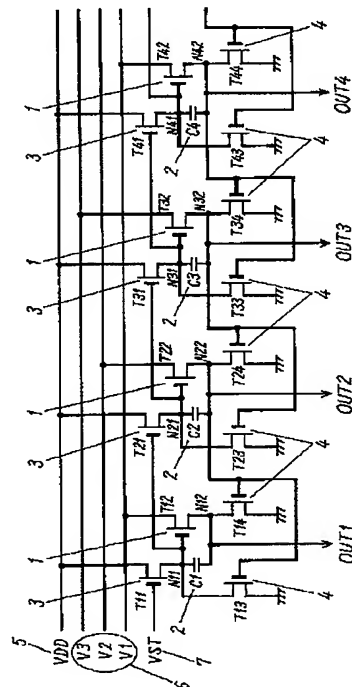 5
VDD
V3
V2
V1
6
VST
7
3
1
T11
T12
N11
N12
C1
2
T13
T14
4
OUT1
3
1
T21
T22
N21
N22
C2
2
T23
T24
4
OUT2
3
1
T31
T32
N31
N32
C3
2
T33
T34
4
OUT3
3
1
T41
T42
N41
N42
C4
2
T43
T44
4
OUT4